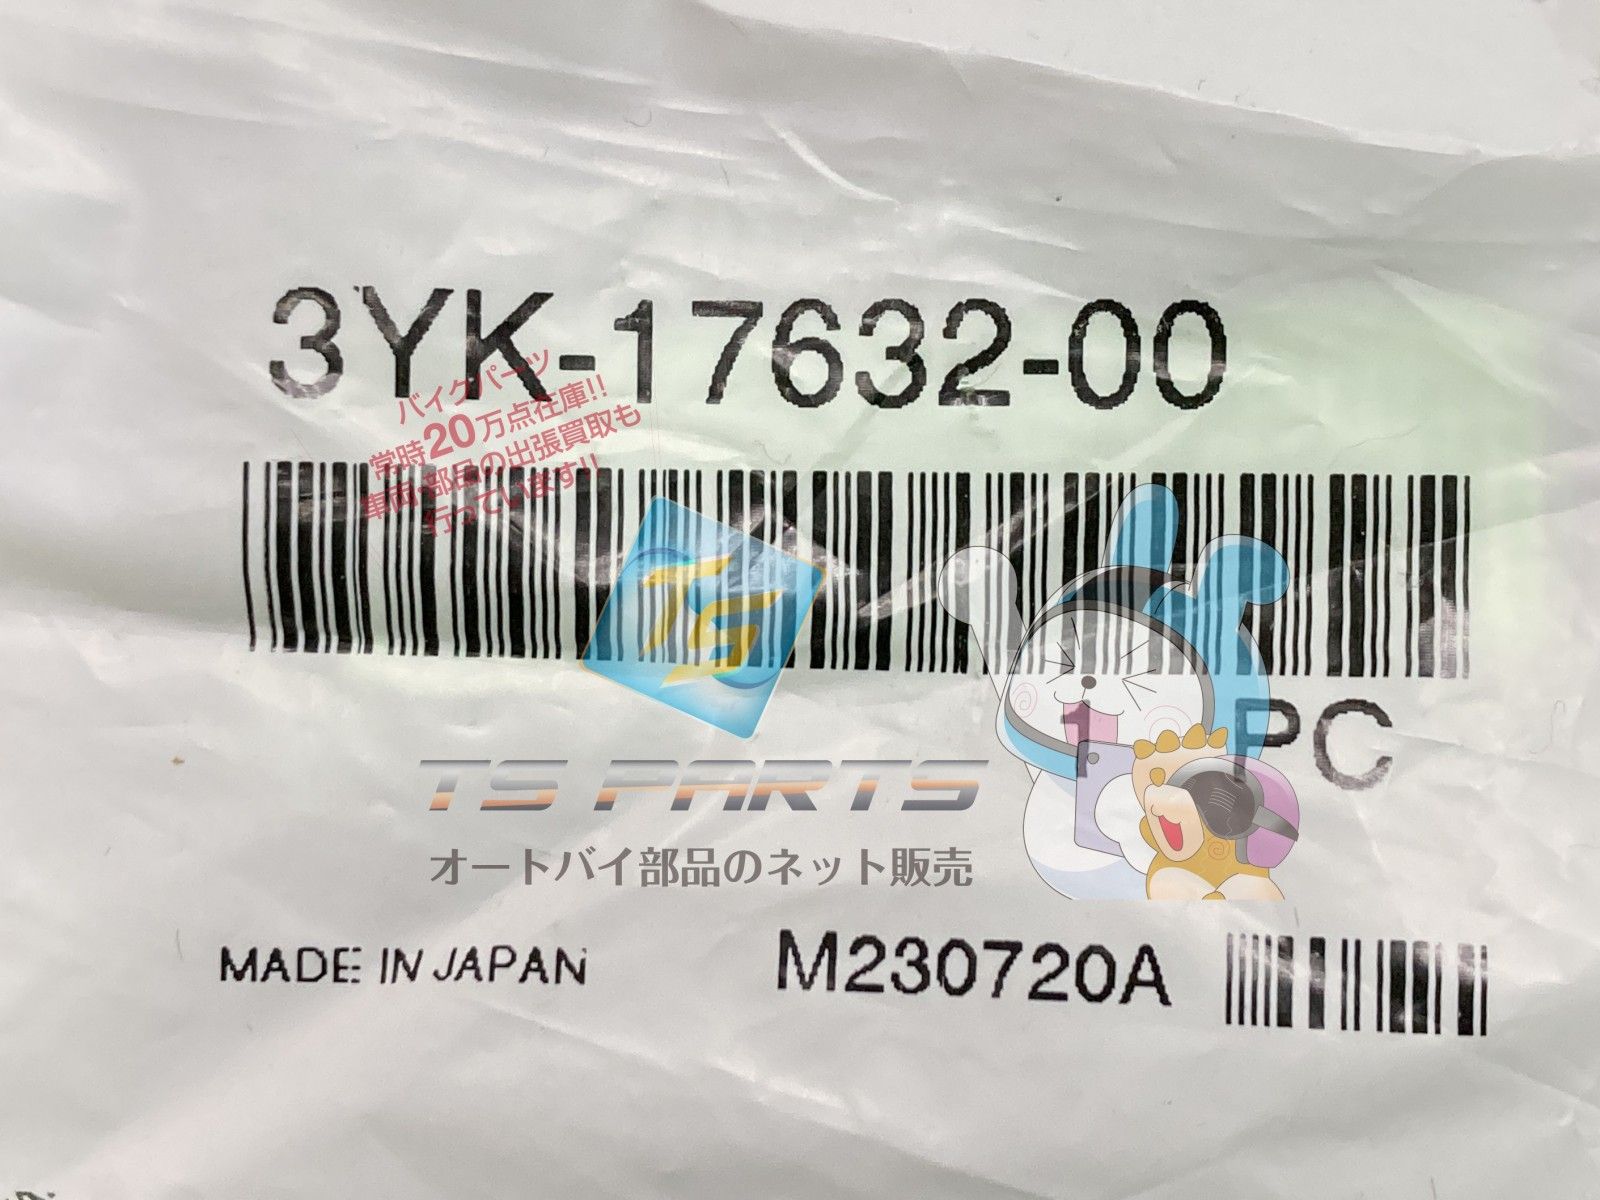 3YK-17632-00
バイクパーツ
常時20万点在庫!!
車両・部品の出張買取も
行っています!!
TS
1 PC
TS PARTS
オートバイ部品のネット販売
MADE IN JAPAN
M230720A